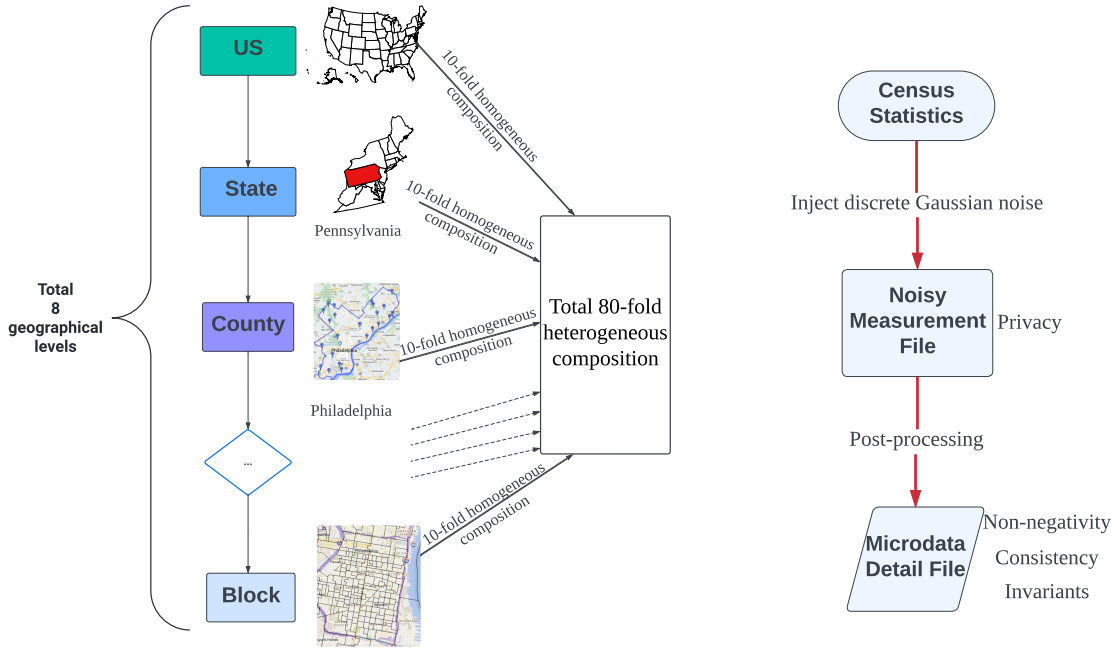 Total
8
geographical
levels
US
State
County
...
Block
Pennsylvania
Philadelphia
Philadelphia
10-fold homogeneous
composition
10-fold homogeneous
composition
10-fold homogeneous
composition
10-fold homogeneous
composition
Total 80-fold
heterogeneous
composition
Census
Statistics
Inject discrete Gaussian noise
Noisy
Measurement
File
Privacy
Post-processing
Microdata
Detail File
Non-negativity
Consistency
Invariants